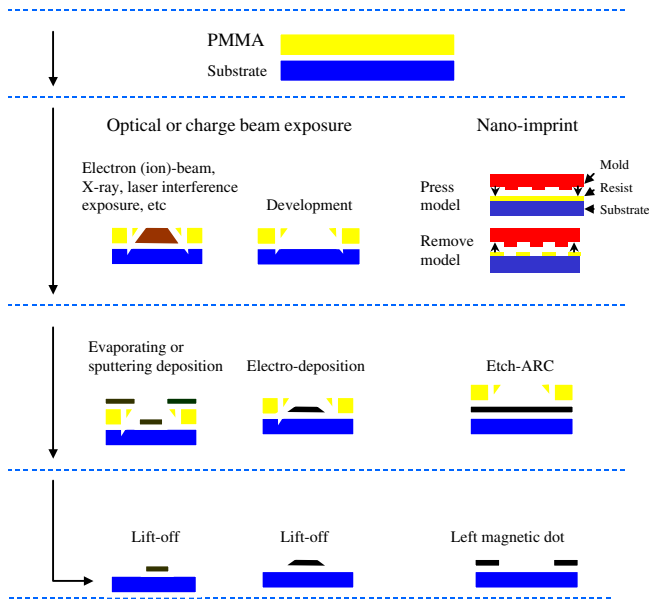 PMMA
Substrate
Optical or charge beam exposure
Nano-imprint
Electron (ion)-beam,
X-ray, laser interference
exposure, etc
Development
Press
model
Mold
Resist
Substrate
Remove
model
Evaporating or
sputtering deposition
Electro-deposition
Etch-ARC
Lift-off
Lift-off
Left magnetic dot